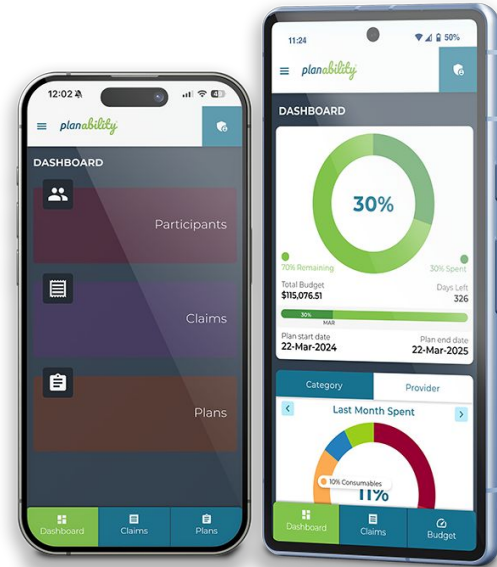 12:02
planability
DASHBOARD
Participants
Claims
Plans
Dashboard
Claims
Plans
11:24
50%
planability
DASHBOARD
30%
70% Remaining
30% Spent
Total Budget
Days Left
$115,076.51
326
30%
MAR
Plan start date
Plan end date
22-Mar-2024
22-Mar-2025
Category
Provider
Last Month Spent
10% Consumables
11%
Dashboard
Claims
Budget